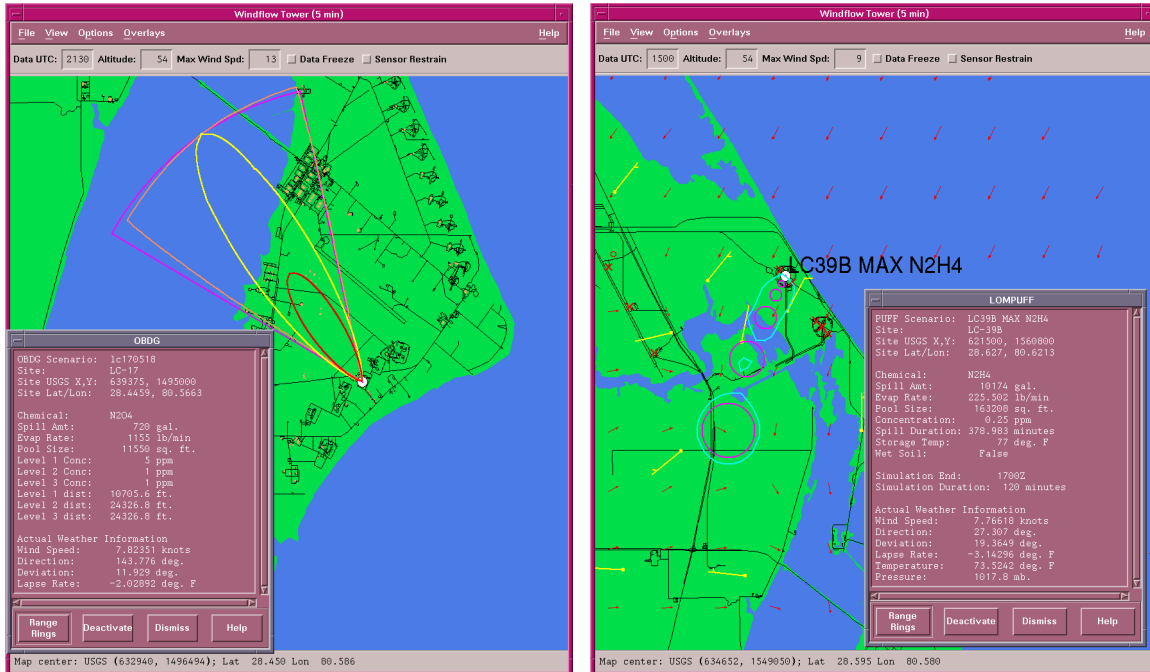 Windflow Tower (5 min)
File View Options Overlays Help
Data UTC: 2130 Altitude: 54 Max Wind Spd: 13 Data Freeze Sensor Restrain
OBDG
OBDG Scenario: lc170518
Site: LC-17
Site USGS X,Y: 639375, 1495000
Site Lat/Lon: 28.4459, 80.5663
Chemical: N2O4
Spill Amt: 720 gal.
Evap Rate: 1155 lb/min
Pool Size: 11550 sq. ft.
Level 1 Conc: 5 ppm
Level 2 Conc: 1 ppm
Level 3 Conc: 1 ppm
Level 1 dist: 10705.6 ft.
Level 2 dist: 24326.8 ft.
Level 3 dist: 24326.8 ft.
Actual Weather Information
Wind Speed: 7.82351 knots
Direction: 143.776 deg.
Deviation: 11.929 deg.
Lapse Rate: -2.02892 deg. F
Range Rings Deactivate Dismiss Help
Map center: USGS (632940, 1496494); Lat 28.450 Lon 80.586
Windflow Tower (5 min)
File View Options Overlays Help
Data UTC: 1500 Altitude: 54 Max Wind Spd: 9 Data Freeze Sensor Restrain
LC39B MAX N2H4
LOMPUFF
PUFF Scenario: LC39B MAX N2H4
Site: LC-39B
Site USGS X,Y: 621500, 1560800
Site Lat/Lon: 28.627, 80.6213
Chemical: N2H4
Spill Amt: 10174 gal.
Evap Rate: 225.502 lb/min
Pool Size: 163208 sq. ft.
Concentration: 0.25 ppm
Spill Duration: 378.983 minutes
Storage Temp: 77 deg. F
Wet Soil: False
Simulation End: 1700Z
Simulation Duration: 120 minutes
Actual Weather Information
Wind Speed: 7.76618 knots
Direction: 27.307 deg.
Deviation: 19.3649 deg.
Lapse Rate: -3.14296 deg. F
Temperature: 73.5242 deg. F
Pressure: 1017.8 mb.
Range Rings Deactivate Dismiss Help
Map center: USGS (634652, 1549050); Lat 28.595 Lon 80.580